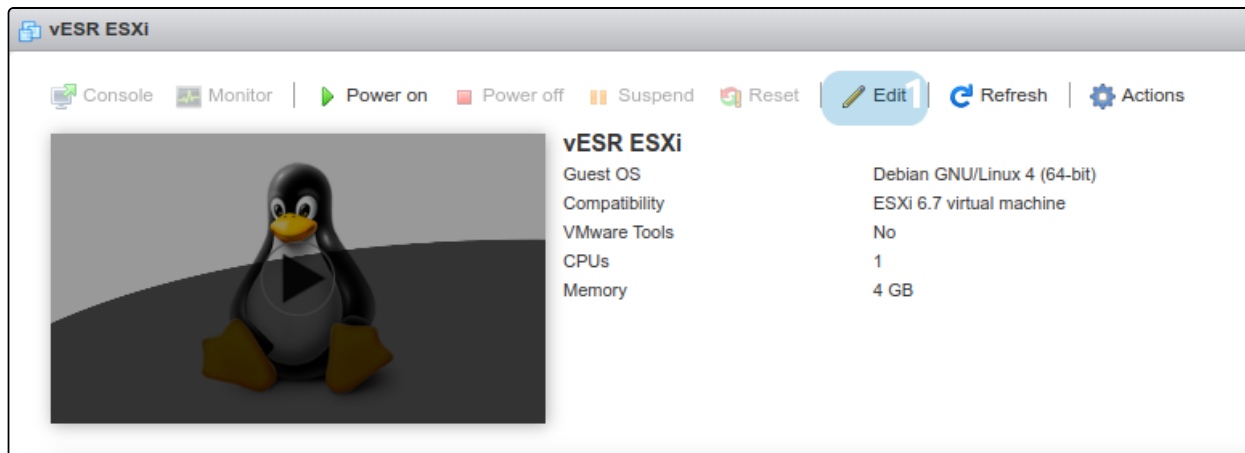 vESR ESXi
Console Monitor Power on Power off Suspend Reset Edit 1 Refresh Actions
vESR ESXi
Guest OS Debian GNU/Linux 4 (64-bit)
Compatibility ESXi 6.7 virtual machine
VMware Tools No
CPUs 1
Memory 4 GB